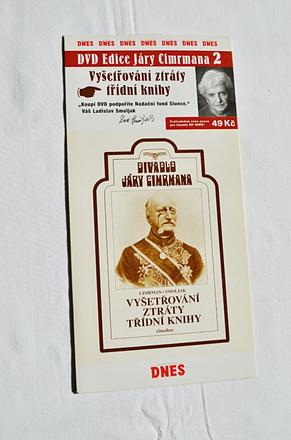 DNES DNES DNES DNES DNES DNES
DVD Edice Járy Cimrmana 2
Vyšetřování ztráty
třídní knihy
„Koupí DVD podpoříte Nadační fond Slunce.“
Váš Ladislav Smoljak
49 Kč
DIVADLO
JÁRY CIMRMANA
CIMRMAN / SMOLJAK
VYŠETŘOVÁNÍ
ZTRÁTY
TŘÍDNÍ KNIHY
činohra
DNES